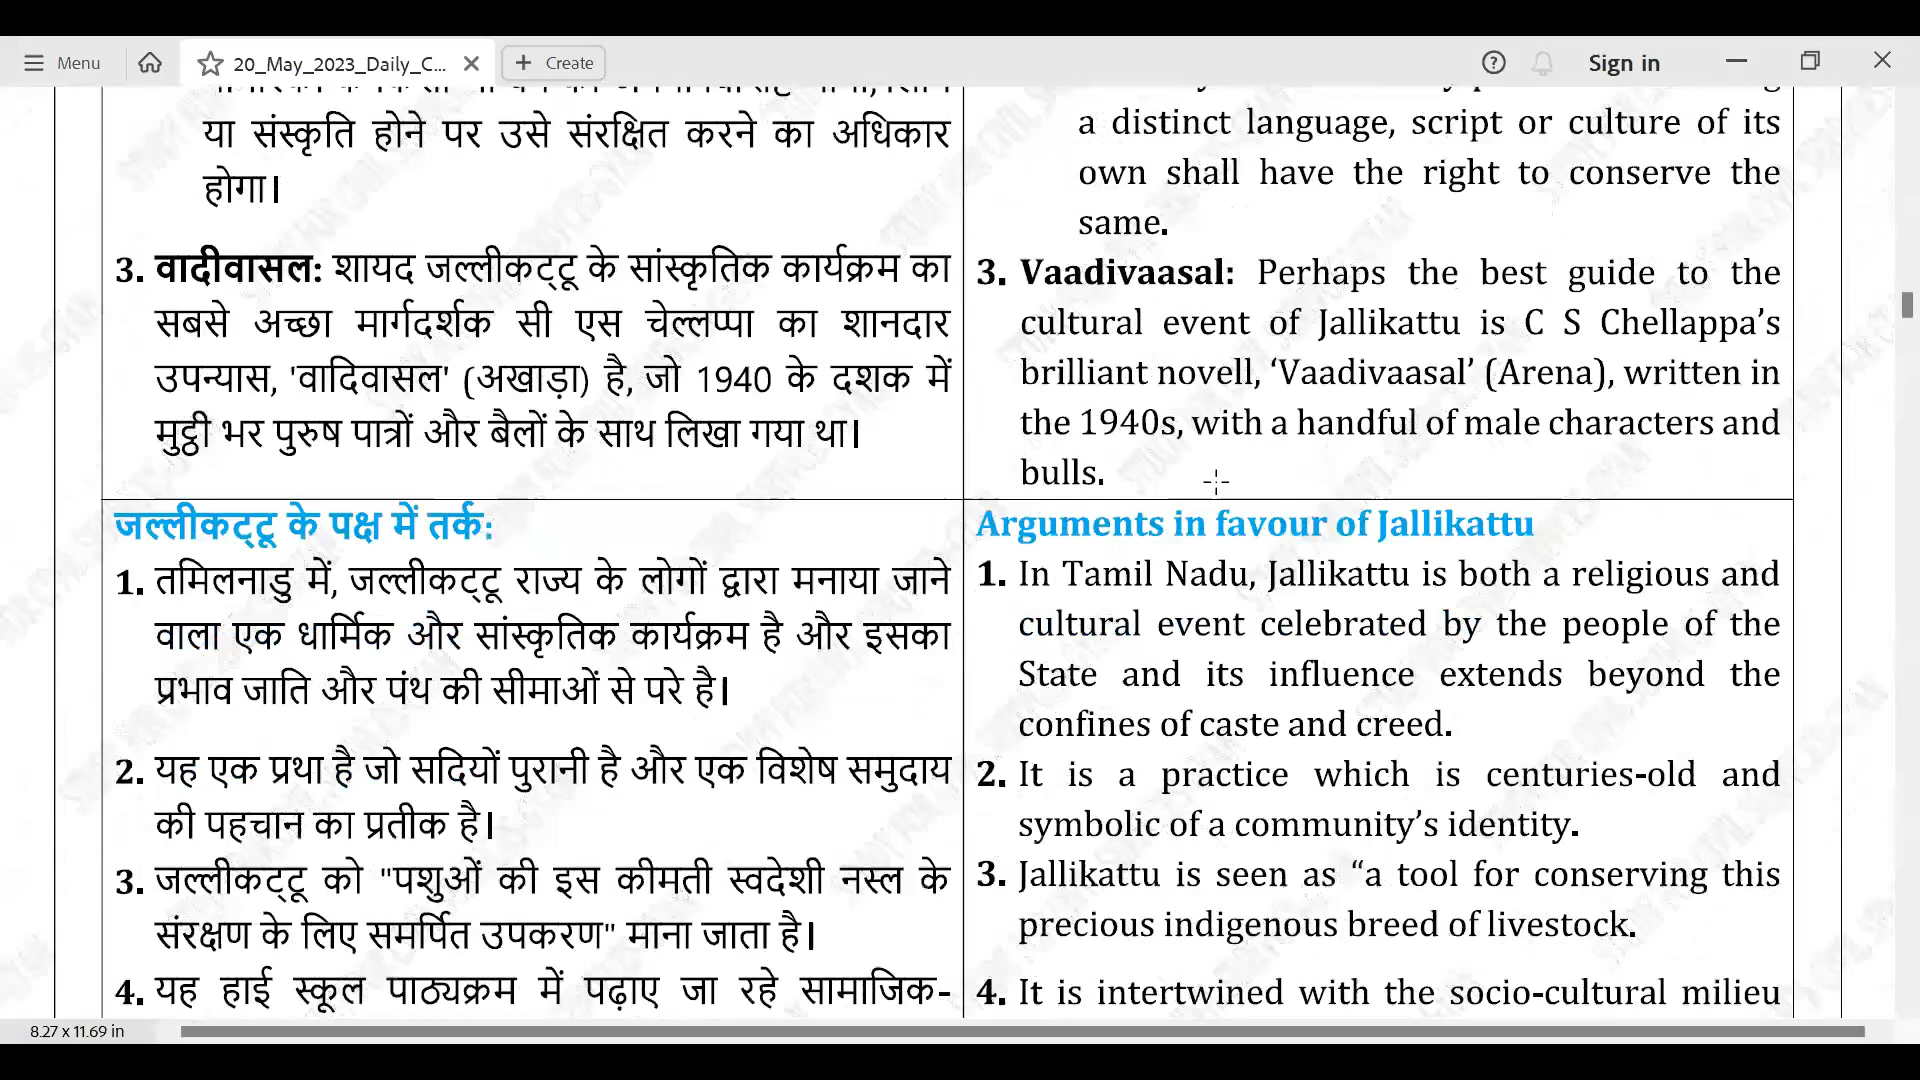 Menu
20_May_2023_Daily_C...
Create
Sign in
या संस्कृति होने पर उसे संरक्षित करने का अधिकार
होगा।
3. वादीवासल: शायद जल्लीकट्टू के सांस्कृतिक कार्यक्रम का
सबसे अच्छा मार्गदर्शक सी एस चेल्लप्पा का शानदार
उपन्यास, 'वादिवासल' (अखाड़ा) है, जो 1940 के दशक में
मुट्ठी भर पुरुष पात्रों और बैलों के साथ लिखा गया था।
जल्लीकट्टू के पक्ष में तर्क:
1. तमिलनाडु में, जल्लीकट्टू राज्य के लोगों द्वारा मनाया जाने
वाला एक धार्मिक और सांस्कृतिक कार्यक्रम है और इसका
प्रभाव जाति और पंथ की सीमाओं से परे है।
2. यह एक प्रथा है जो सदियों पुरानी है और एक विशेष समुदाय
की पहचान का प्रतीक है।
3. जल्लीकट्टू को "पशुओं की इस कीमती स्वदेशी नस्ल के
संरक्षण के लिए समर्पित उपकरण" माना जाता है।
4. यह हाई स्कूल पाठ्यक्रम में पढ़ाए जा रहे सामाजिक-
a distinct language, script or culture of its
own shall have the right to conserve the
same.
3. Vaadivaasal: Perhaps the best guide to the
cultural event of Jallikattu is C S Chellappa’s
brilliant novell, ‘Vaadivaasal’ (Arena), written in
the 1940s, with a handful of male characters and
bulls.
Arguments in favour of Jallikattu
1. In Tamil Nadu, Jallikattu is both a religious and
cultural event celebrated by the people of the
State and its influence extends beyond the
confines of caste and creed.
2. It is a practice which is centuries-old and
symbolic of a community’s identity.
3. Jallikattu is seen as “a tool for conserving this
precious indigenous breed of livestock.
4. It is intertwined with the socio-cultural milieu
8.27 x 11.69 in